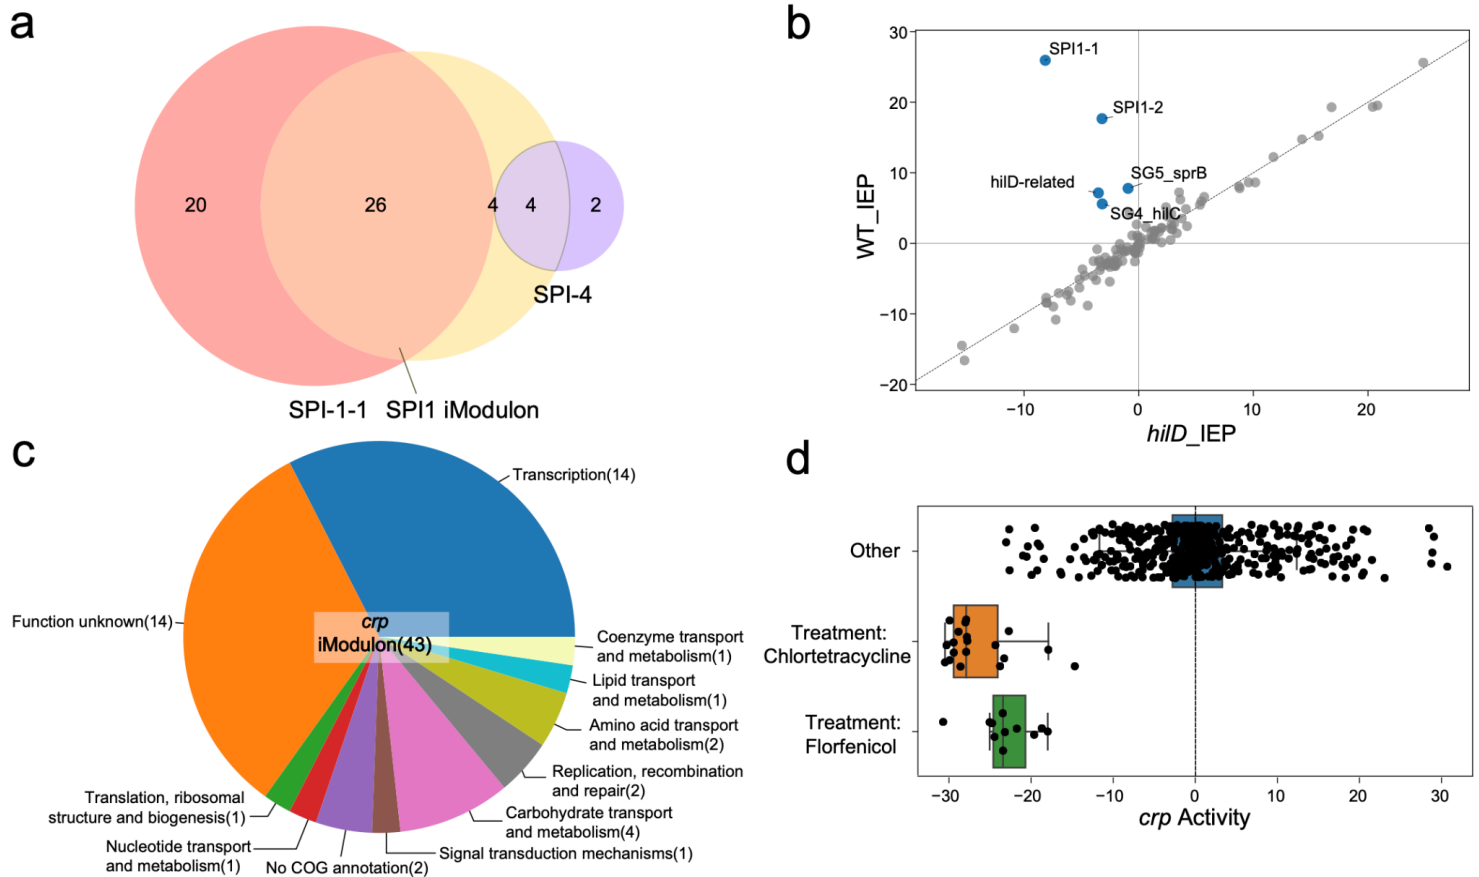 a
20
26
4
4
2
SPI-4
SPI-1-1
SPI1 iModulon
b
30
20
10
0
−10
−20
WT_IEP
SPI1-1
SPI1-2
hilD-related
SG5_sprB
SG4_hilC
−10
0
10
20
hilD_IEP
c
Transcription(14)
Function unknown(14)
crp
iModulon(43)
Coenzyme transport
and metabolism(1)
Lipid transport
and metabolism(1)
Amino acid transport
and metabolism(2)
Replication, recombination
and repair(2)
Carbohydrate transport
and metabolism(4)
Signal transduction mechanisms(1)
No COG annotation(2)
Nucleotide transport
and metabolism(1)
Translation, ribosomal
structure and biogenesis(1)
d
Other
Treatment:
Chlortetracycline
Treatment:
Florfenicol
−30
−20
−10
0
10
20
30
crp Activity